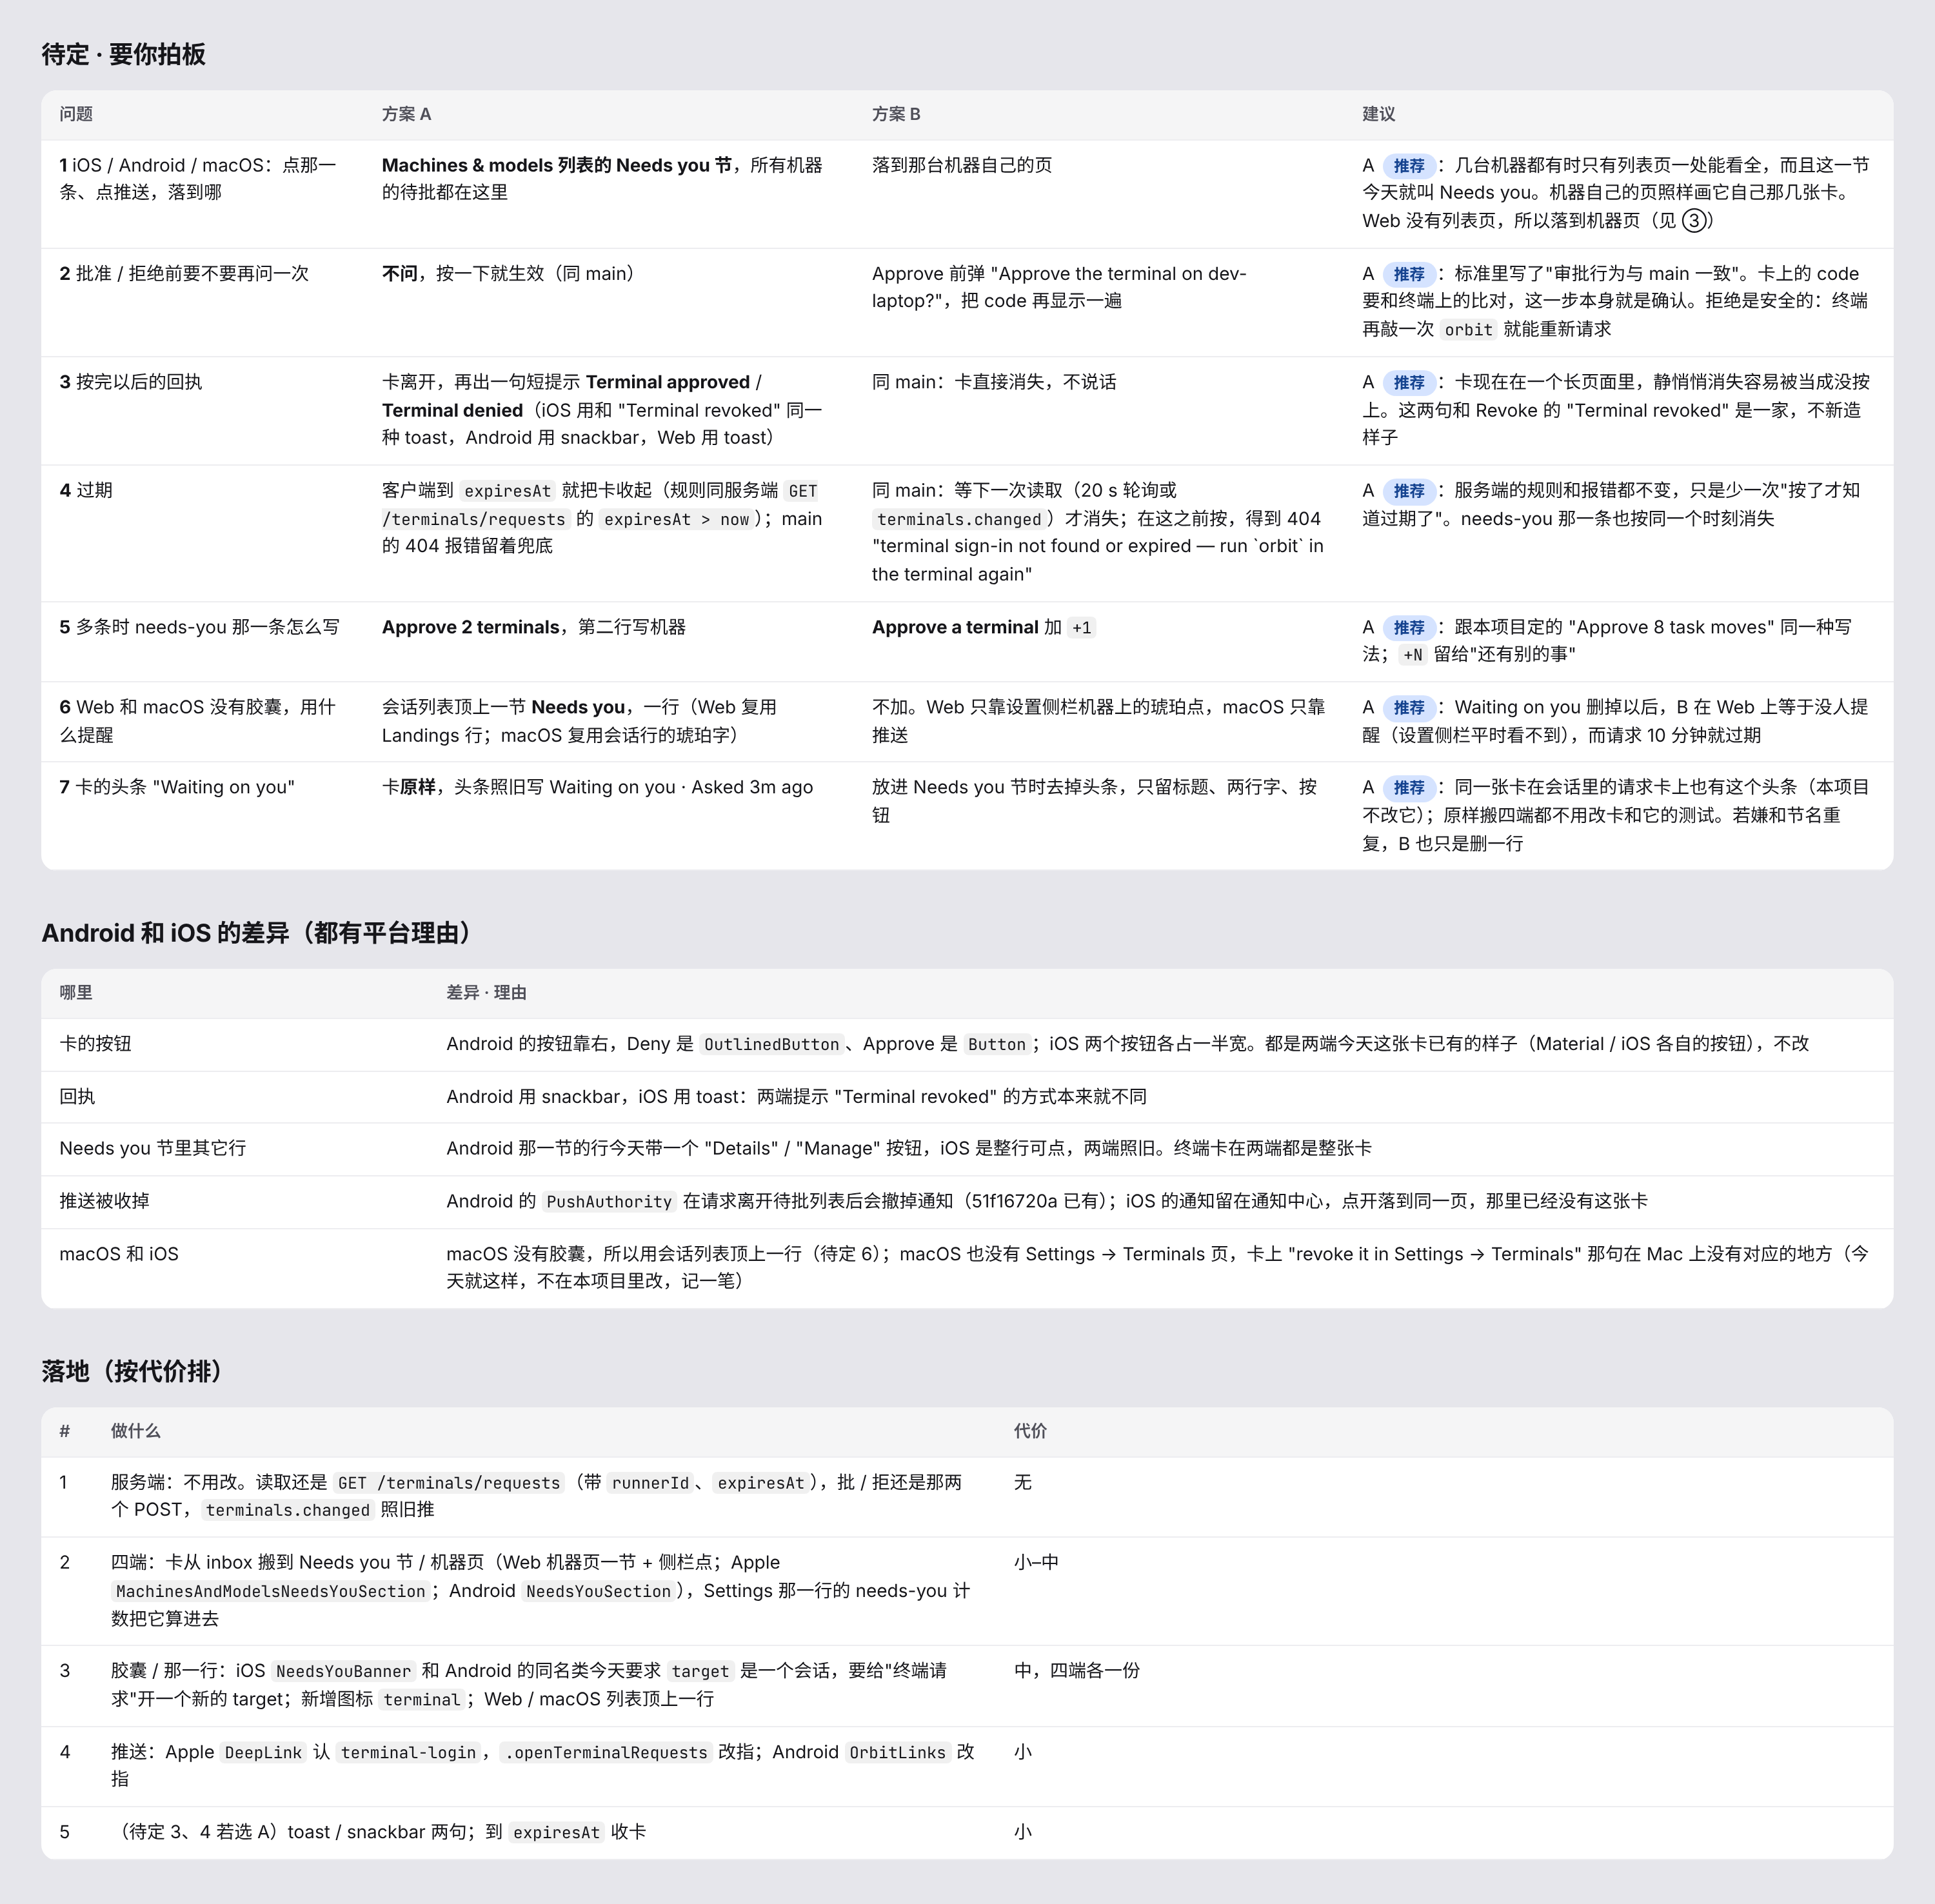 待定 · 要你拍板
问题
方案 A
方案 B
建议
1 iOS / Android / macOS：点那一
条、点推送，落到哪
Machines & models 列表的 Needs you 节，所有机器
的待批都在这里
落到那台机器自己的页
A 推荐：几台机器都有时只有列表页一处能看全，而且这一节
今天就叫 Needs you。机器自己的页照样画它自己那几张卡。
Web 没有列表页，所以落到机器页（见 ③）
2 批准 / 拒绝前要不要再问一次
不问，按一下就生效（同 main）
Approve 前弹 "Approve the terminal on dev-
laptop?"，把 code 再显示一遍
A 推荐：标准里写了"审批行为与 main 一致"。卡上的 code
要和终端上的比对，这一步本身就是确认。拒绝是安全的：终端
再敲一次 orbit 就能重新请求
3 按完以后的回执
卡离开，再出一句短提示 Terminal approved /
Terminal denied（iOS 用和 "Terminal revoked" 同一
种 toast，Android 用 snackbar，Web 用 toast）
同 main：卡直接消失，不说话
A 推荐：卡现在在一个长页面里，静悄悄消失容易被当成没按
上。这两句和 Revoke 的 "Terminal revoked" 是一家，不新造
样子
4 过期
客户端到 expiresAt 就把卡收起（规则同服务端 GET
/terminals/requests 的 expiresAt > now）；main
的 404 报错留着兜底
同 main：等下一次读取（20 s 轮询或
terminals.changed）才消失；在这之前按，得到 404
"terminal sign-in not found or expired — run `orbit` in
the terminal again"
A 推荐：服务端的规则和报错都不变，只是少一次"按了才知
道过期了"。needs-you 那一条也按同一个时刻消失
5 多条时 needs-you 那一条怎么写
Approve 2 terminals，第二行写机器
Approve a terminal 加 +1
A 推荐：跟本项目定的 "Approve 8 task moves" 同一种写
法；+N 留给"还有别的事"
6 Web 和 macOS 没有胶囊，用什
么提醒
会话列表顶上一节 Needs you，一行（Web 复用
Landings 行；macOS 复用会话行的琥珀字）
不加。Web 只靠设置侧栏机器上的琥珀点，macOS 只靠
推送
A 推荐：Waiting on you 删掉以后，B 在 Web 上等于没人提
醒（设置侧栏平时看不到），而请求 10 分钟就过期
7 卡的头条 "Waiting on you"
卡原样，头条照旧写 Waiting on you · Asked 3m ago
放进 Needs you 节时去掉头条，只留标题、两行字、按
钮
A 推荐：同一张卡在会话里的请求卡上也有这个头条（本项目
不改它）；原样搬四端都不用改卡和它的测试。若嫌和节名重
复，B 也只是删一行
Android 和 iOS 的差异（都有平台理由）
哪里
差异 · 理由
卡的按钮
Android 的按钮靠右，Deny 是 OutlinedButton、Approve 是 Button；iOS 两个按钮各占一半宽。都是两端今天这张卡已有的样子（Material / iOS 各自的按钮），不改
回执
Android 用 snackbar，iOS 用 toast：两端提示 "Terminal revoked" 的方式本来就不同
Needs you 节里其它行
Android 那一节的行今天带一个 "Details" / "Manage" 按钮，iOS 是整行可点，两端照旧。终端卡在两端都是整张卡
推送被收掉
Android 的 PushAuthority 在请求离开待批列表后会撤掉通知（51f16720a 已有）；iOS 的通知留在通知中心，点开落到同一页，那里已经没有这张卡
macOS 和 iOS
macOS 没有胶囊，所以用会话列表顶上一行（待定 6）；macOS 也没有 Settings → Terminals 页，卡上 "revoke it in Settings → Terminals" 那句在 Mac 上没有对应的地方（今
天就这样，不在本项目里改，记一笔）
落地（按代价排）
#
做什么
代价
1
服务端：不用改。读取还是 GET /terminals/requests（带 runnerId、expiresAt），批 / 拒还是那两
个 POST，terminals.changed 照旧推
无
2
四端：卡从 inbox 搬到 Needs you 节 / 机器页（Web 机器页一节 + 侧栏点；Apple
MachinesAndModelsNeedsYouSection；Android NeedsYouSection），Settings 那一行的 needs-you 计
数把它算进去
小–中
3
胶囊 / 那一行：iOS NeedsYouBanner 和 Android 的同名类今天要求 target 是一个会话，要给"终端请
求"开一个新的 target；新增图标 terminal；Web / macOS 列表顶上一行
中，四端各一份
4
推送：Apple DeepLink 认 terminal-login，.openTerminalRequests 改指；Android OrbitLinks 改
指
小
5
（待定 3、4 若选 A）toast / snackbar 两句；到 expiresAt 收卡
小